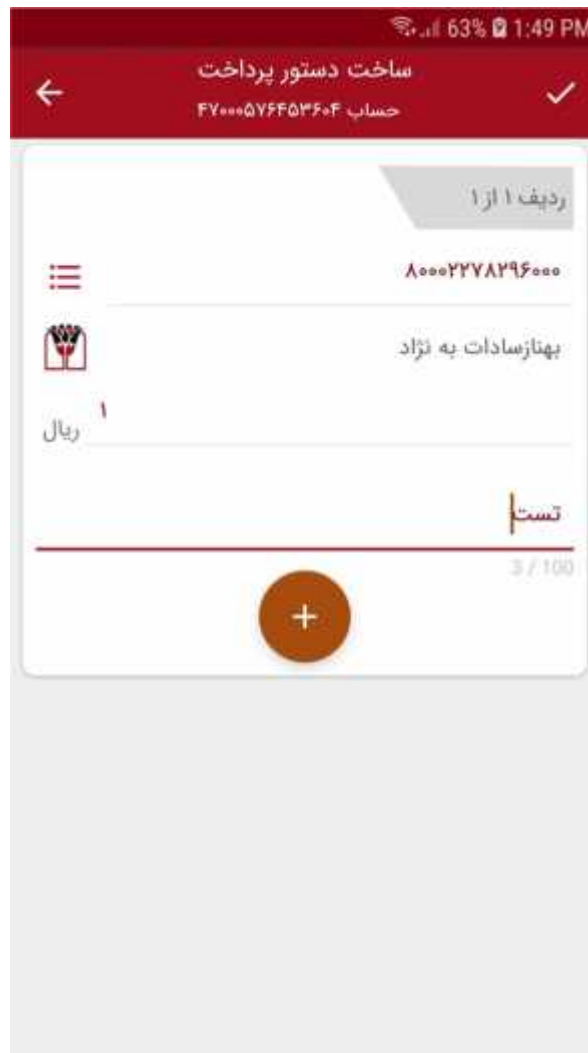 63% 1:49 PM
ساخت دستور پرداخت
حساب ۴۷۰۰۰۵۷۶۴۵۳۶۰۴
ردیف ۱ از ۱
۸۰۰۰۲۲۷۸۲۹۶۰۰۰
بهنازسادات به نژاد
۱ ریال
تست
3 / 100
+